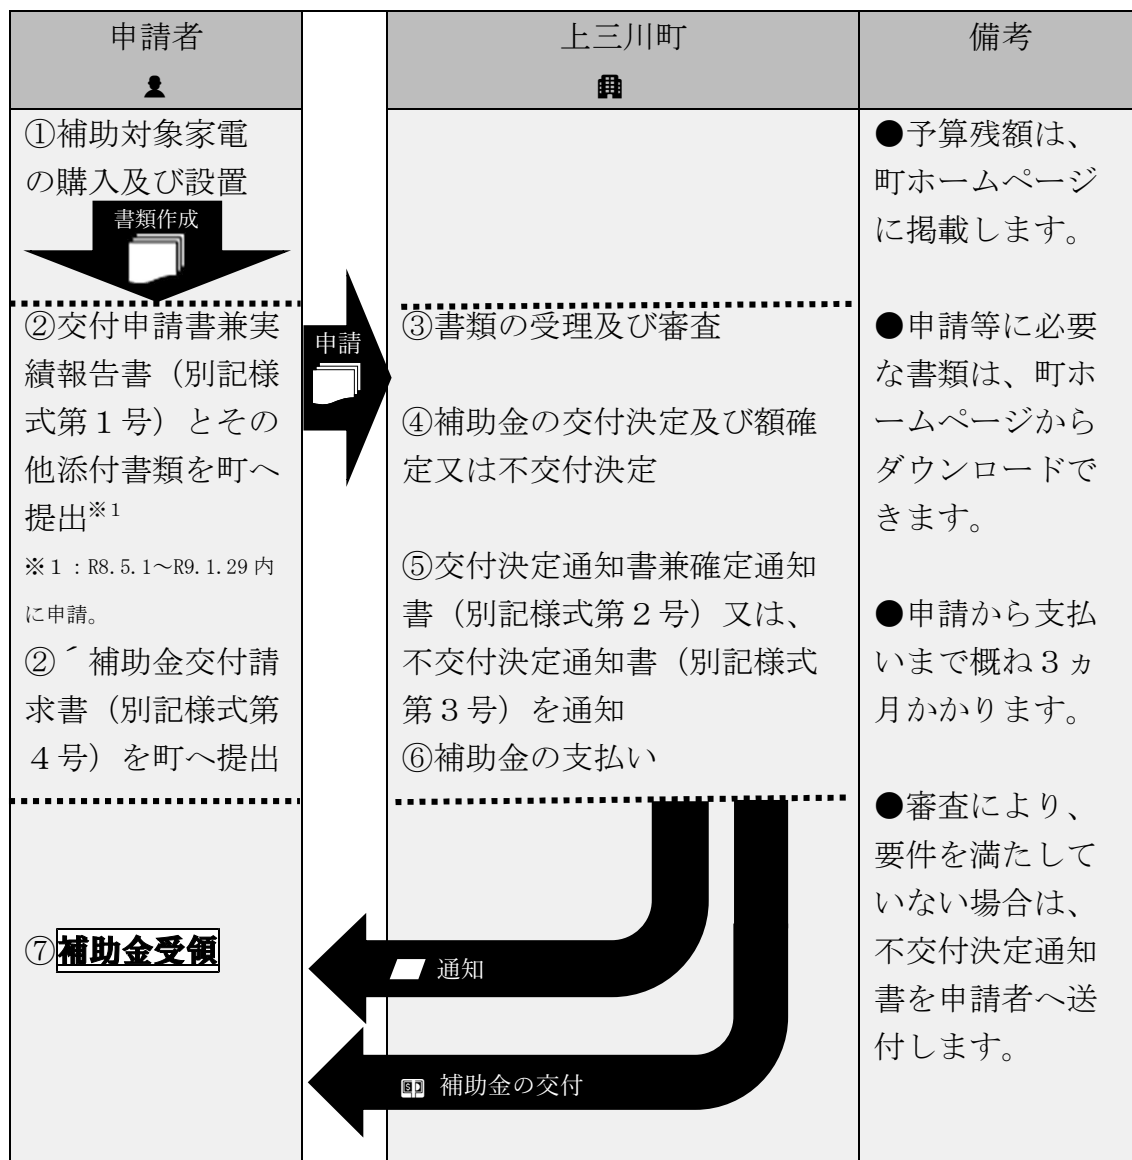 申請者
上三川町
備考
①補助対象家電
の購入及び設置
書類作成
②交付申請書兼実
績報告書（別記様
式第１号）とその
他添付書類を町へ
提出※1
※１：R8.5.1～R9.1.29 内
に申請。
②´補助金交付請
求書（別記様式第
４号）を町へ提出
⑦補助金受領
申請
③書類の受理及び審査
④補助金の交付決定及び額確
定又は不交付決定
⑤交付決定通知書兼確定通知
書（別記様式第２号）又は、
不交付決定通知書（別記様式
第３号）を通知
⑥補助金の支払い
通知
補助金の交付
●予算残額は、
町ホームページ
に掲載します。
●申請等に必要
な書類は、町ホ
ームページから
ダウンロードで
きます。
●申請から支払
いまで概ね３ヵ
月かかります。
●審査により、
要件を満たして
いない場合は、
不交付決定通知
書を申請者へ送
付します。